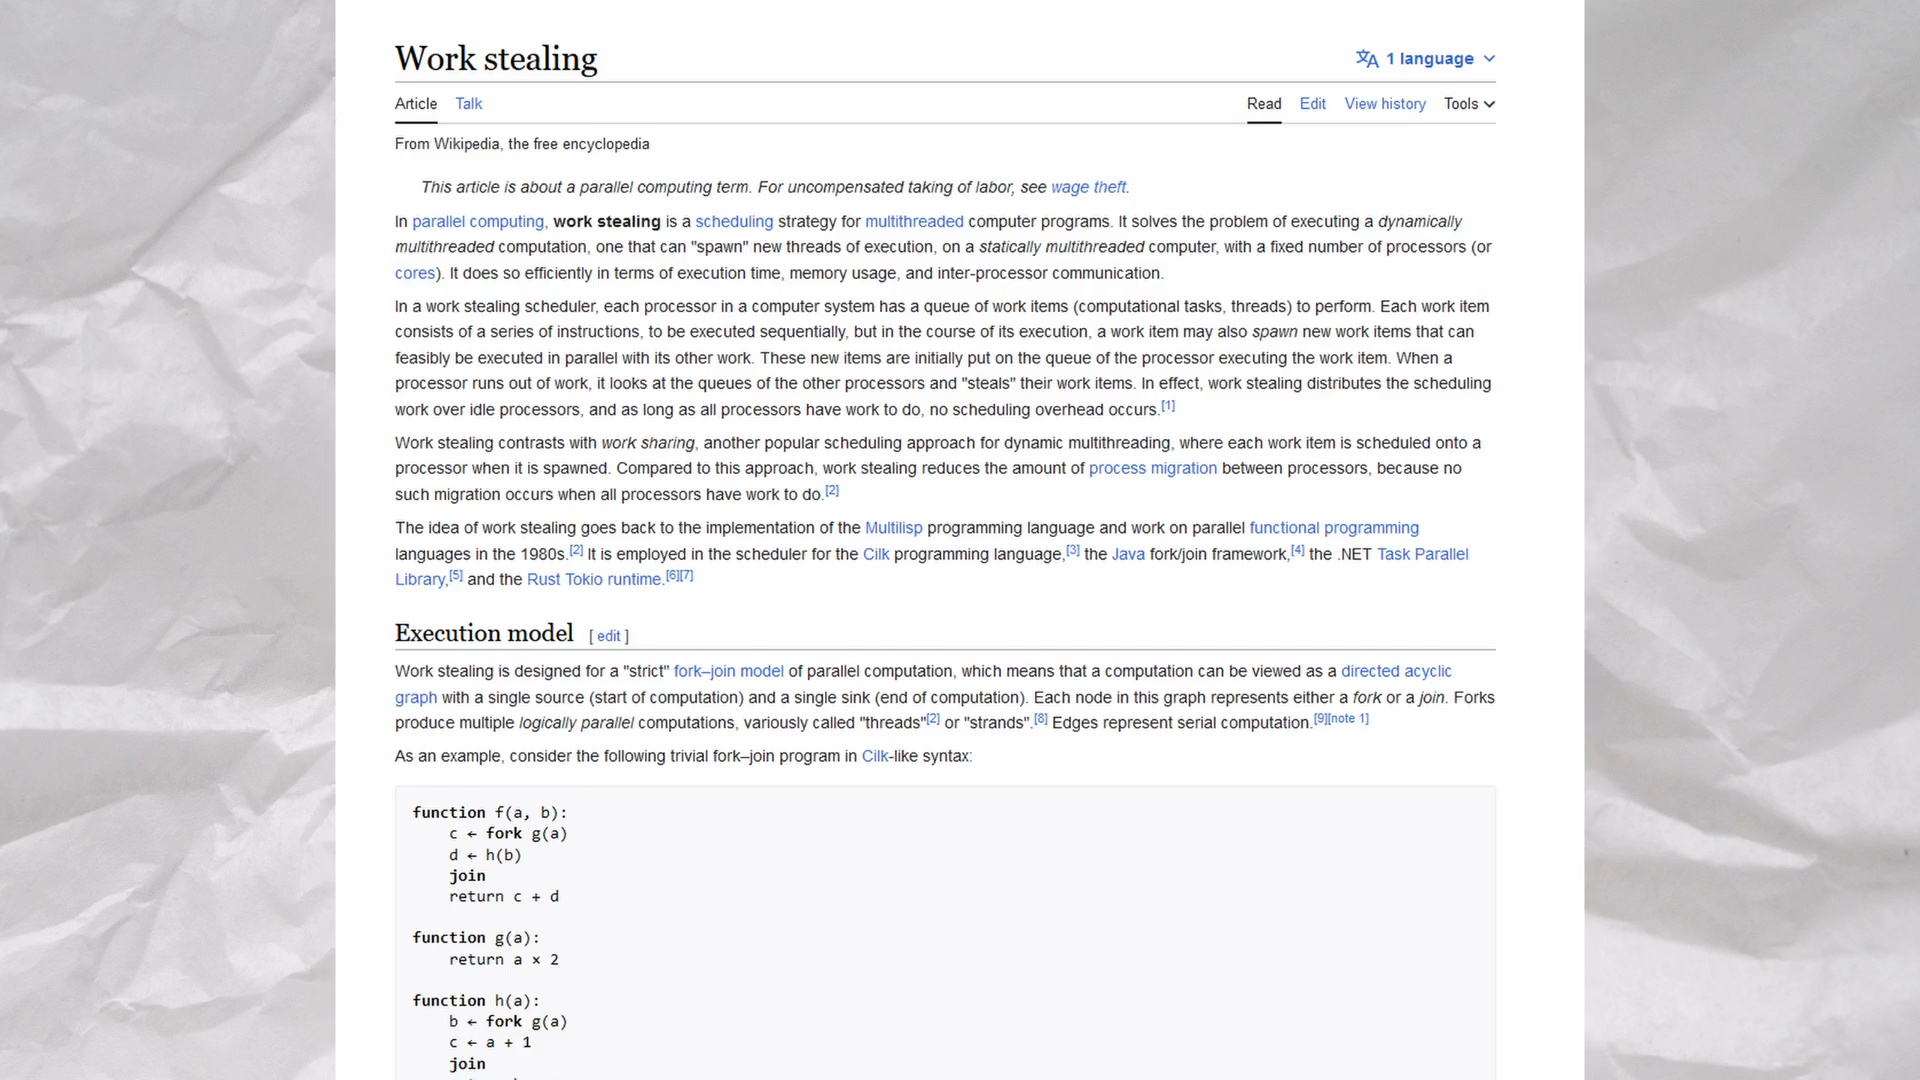 Work stealing
1 language
Article Talk Read Edit View history Tools
From Wikipedia, the free encyclopedia
This article is about a parallel computing term. For uncompensated taking of labor, see wage theft.
In parallel computing, work stealing is a scheduling strategy for multithreaded computer programs. It solves the problem of executing a dynamically
multithreaded computation, one that can "spawn" new threads of execution, on a statically multithreaded computer, with a fixed number of processors (or
cores). It does so efficiently in terms of execution time, memory usage, and inter-processor communication.
In a work stealing scheduler, each processor in a computer system has a queue of work items (computational tasks, threads) to perform. Each work item
consists of a series of instructions, to be executed sequentially, but in the course of its execution, a work item may also spawn new work items that can
feasibly be executed in parallel with its other work. These new items are initially put on the queue of the processor executing the work item. When a
processor runs out of work, it looks at the queues of the other processors and "steals" their work items. In effect, work stealing distributes the scheduling
work over idle processors, and as long as all processors have work to do, no scheduling overhead occurs.[1]
Work stealing contrasts with work sharing, another popular scheduling approach for dynamic multithreading, where each work item is scheduled onto a
processor when it is spawned. Compared to this approach, work stealing reduces the amount of process migration between processors, because no
such migration occurs when all processors have work to do.[2]
The idea of work stealing goes back to the implementation of the Multilisp programming language and work on parallel functional programming
languages in the 1980s.[2] It is employed in the scheduler for the Cilk programming language,[3] the Java fork/join framework,[4] the .NET Task Parallel
Library,[5] and the Rust Tokio runtime.[6][7]
Execution model [ edit ]
Work stealing is designed for a "strict" fork–join model of parallel computation, which means that a computation can be viewed as a directed acyclic
graph with a single source (start of computation) and a single sink (end of computation). Each node in this graph represents either a fork or a join. Forks
produce multiple logically parallel computations, variously called "threads"[2] or "strands".[8] Edges represent serial computation.[9][note 1]
As an example, consider the following trivial fork–join program in Cilk-like syntax:
function f(a, b):
c ← fork g(a)
d ← h(b)
join
return c + d
function g(a):
return a × 2
function h(a):
b ← fork g(a)
c ← a + 1
join